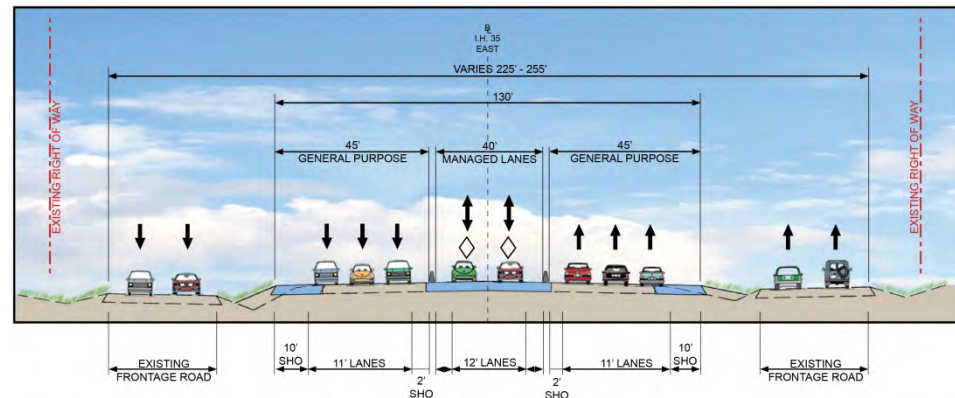 ℄
I.H. 35
EAST
VARIES 225' - 255'
130'
45'
GENERAL PURPOSE
40'
MANAGED LANES
45'
GENERAL PURPOSE
EXISTING RIGHT OF WAY
EXISTING RIGHT OF WAY
EXISTING
FRONTAGE ROAD
10'
SHO
11' LANES
2'
SHO
12' LANES
2'
SHO
11' LANES
10'
SHO
EXISTING
FRONTAGE ROAD